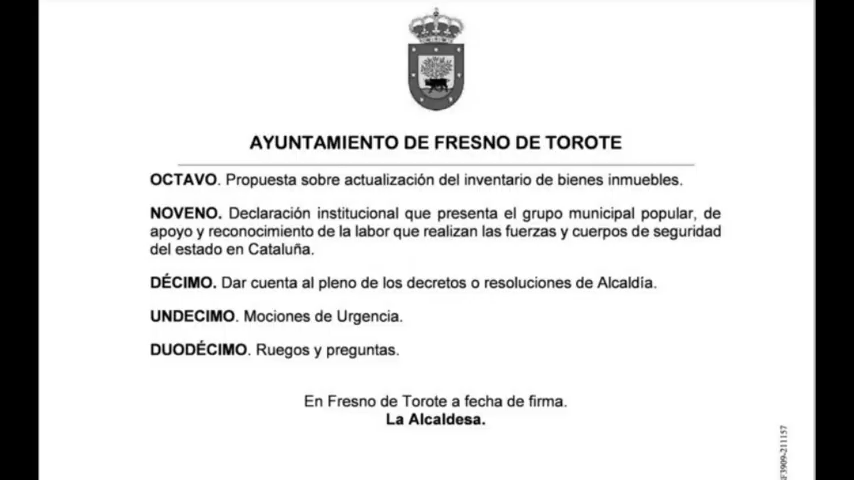 AYUNTAMIENTO DE FRESNO DE TOROTE
OCTAVO. Propuesta sobre actualización del inventario de bienes inmuebles.
NOVENO. Declaración institucional que presenta el grupo municipal popular, de
apoyo y reconocimiento de la labor que realizan las fuerzas y cuerpos de seguridad
del estado en Cataluña.
DÉCIMO. Dar cuenta al pleno de los decretos o resoluciones de Alcaldía.
UNDECIMO. Mociones de Urgencia.
DUODÉCIMO. Ruegos y preguntas.
En Fresno de Torote a fecha de firma.
La Alcaldesa.
F3909-211157